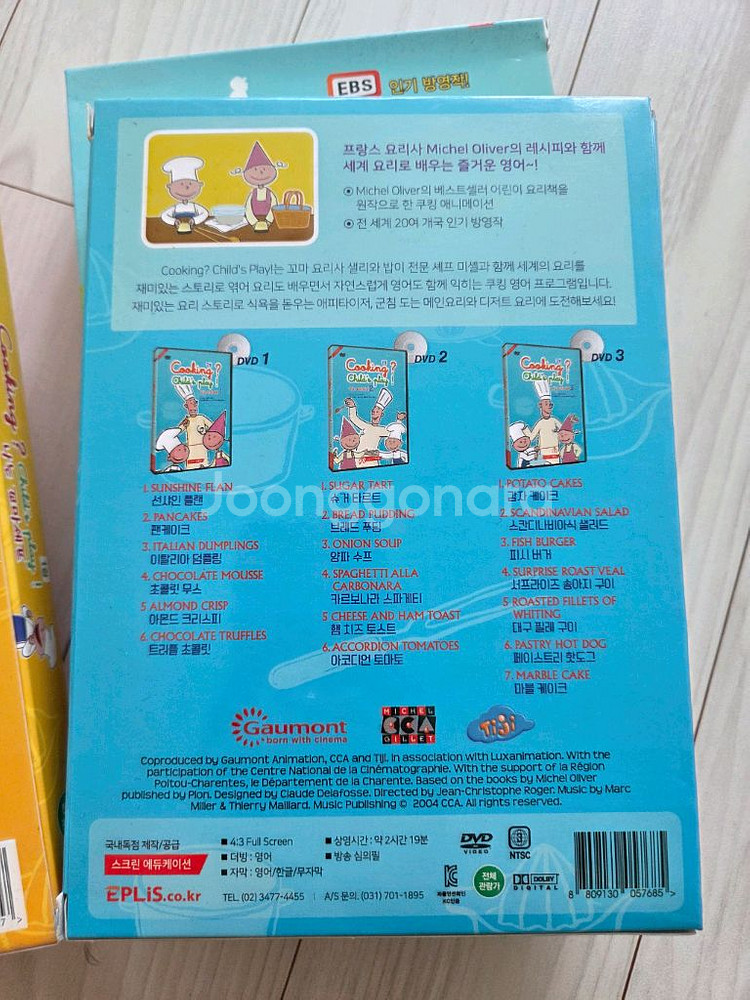 EBS 인기 방영작!
프랑스 요리사 Michel Oliver의 레시피와 함께
세계 요리로 배우는 즐거운 영어~!
Michel Oliver의 베스트셀러 어린이 요리책을
원작으로 한 쿠킹 애니메이션
전 세계 20여 개국 인기 방영작
Cooking? Child's Play!는 꼬마 요리사 샐리와 밥이 전문 셰프 미셸과 함께 세계의 요리를
재미있는 스토리로 엮어 요리도 배우면서 자연스럽게 영어도 함께 익히는 쿠킹 영어 프로그램입니다.
재미있는 요리 스토리로 식욕을 돋우는 애피타이저, 군침 도는 메인요리와 디저트 요리에 도전해보세요!
DVD 1
Cooking?
Child's play!
1. SUNSHINE FLAN
선샤인 플랜
2. PANCAKES
팬케이크
3. ITALIAN DUMPLINGS
이탈리아 덤플링
4. CHOCOLATE MOUSSE
초콜릿 무스
5 ALMOND CRISP
아몬드 크리스피
6. CHOCOLATE TRUFFLES
트러플 초콜릿
DVD 2
Cooking?
Child's play!
1. SUGAR TART
슈거 타르트
2. BREAD PUDDING
브레드 푸딩
3. ONION SOUP
양파 수프
4. SPAGHETTI ALLA
CARBONARA
카르보나라 스파게티
5 CHEESE AND HAM TOAST
햄 치즈 토스트
6. ACCORDION TOMATOES
아코디언 토마토
DVD 3
Cooking?
Child's play!
1. POTATO CAKES
감자 케이크
2. SCANDINAVIAN SALAD
스칸디나비아식 샐러드
3. FISH BURGER
피시 버거
4. SURPRISE ROAST VEAL
서프라이즈 송아지 구이
5 ROASTED FILLETS OF
WHITING
대구 필레 구이
6. PASTRY HOT DOG
페이스트리 핫도그
7. MARBLE CAKE
마블 케이크
Gaumont
born with cinema
MICHEL
CCA
GILLET
TiJi
Coproduced by Gaumont Animation, CCA and Tiji. In association with Luxanimation. With the
participation of the Centre National de la Cinématographie. With the support of la Région
Poitou-Charentes, le Département de la Charente. Based on the books by Michel Oliver
published by Plon. Designed by Claude Delafosse. Directed by Jean-Christophe Roger. Music by Marc
Miller & Thierry Maillard. Music Publishing © 2004 CCA. All rights reserved.
국내독점 제작/공급
스크린 에듀케이션
EPLiS.co.kr
4:3 Full Screen
더빙 : 영어
자막 : 영어/한글/무자막
상영시간 : 약 2시간 19분
방송 심의필
TEL. (02) 3477-4455 | A/S 문의. (031) 701-1895
DVD
VIDEO
3
NTSC
KC인증
전체
관람가
DOLBY
DIGITAL
8 809130 057685 >
Cooking? Child's play!
7 >